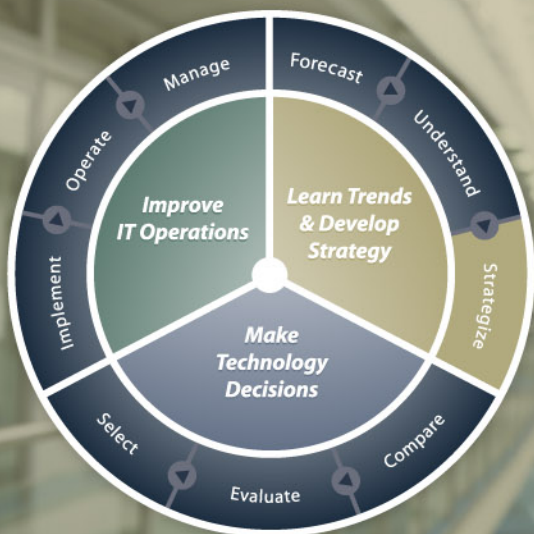 Manage
Forecast
Operate
Understand
Improve
IT Operations
Learn Trends
& Develop
Strategy
Implement
Strategize
Make
Technology
Decisions
Select
Compare
Evaluate